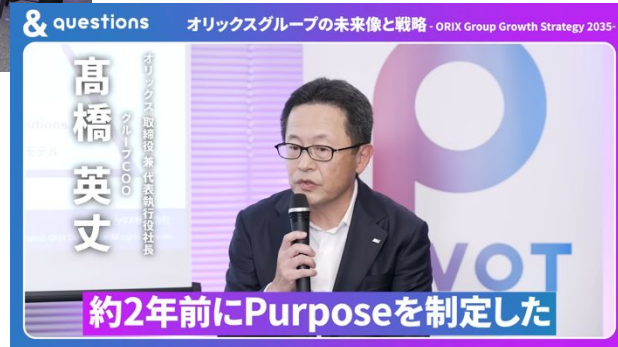 & questions
オリックスグループの未来像と戦略 - ORIX Group Growth Strategy 2035-
髙橋 英丈
オリックス 取締役 兼 代表執行役社長
グループCOO
VOT
約2年前にPurposeを制定した